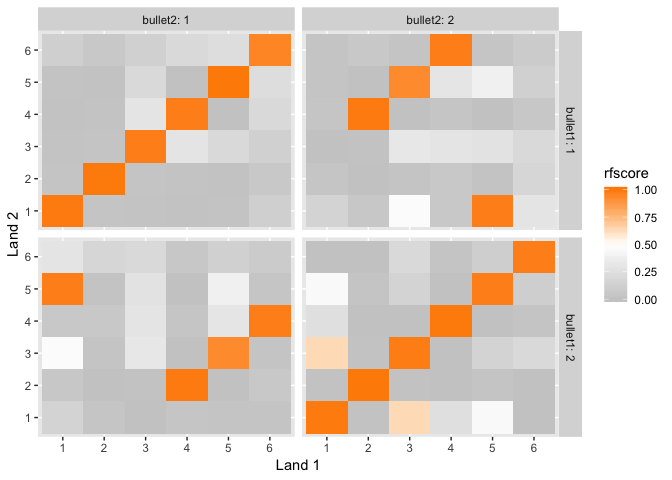 bullet2: 1
bullet2: 2
6
5
4
3
2
1
bullet1: 1
6
5
4
3
2
1
bullet1: 2
Land 2
1 2 3 4 5 6
1 2 3 4 5 6
Land 1
rfscore
1.00
0.75
0.50
0.25
0.00